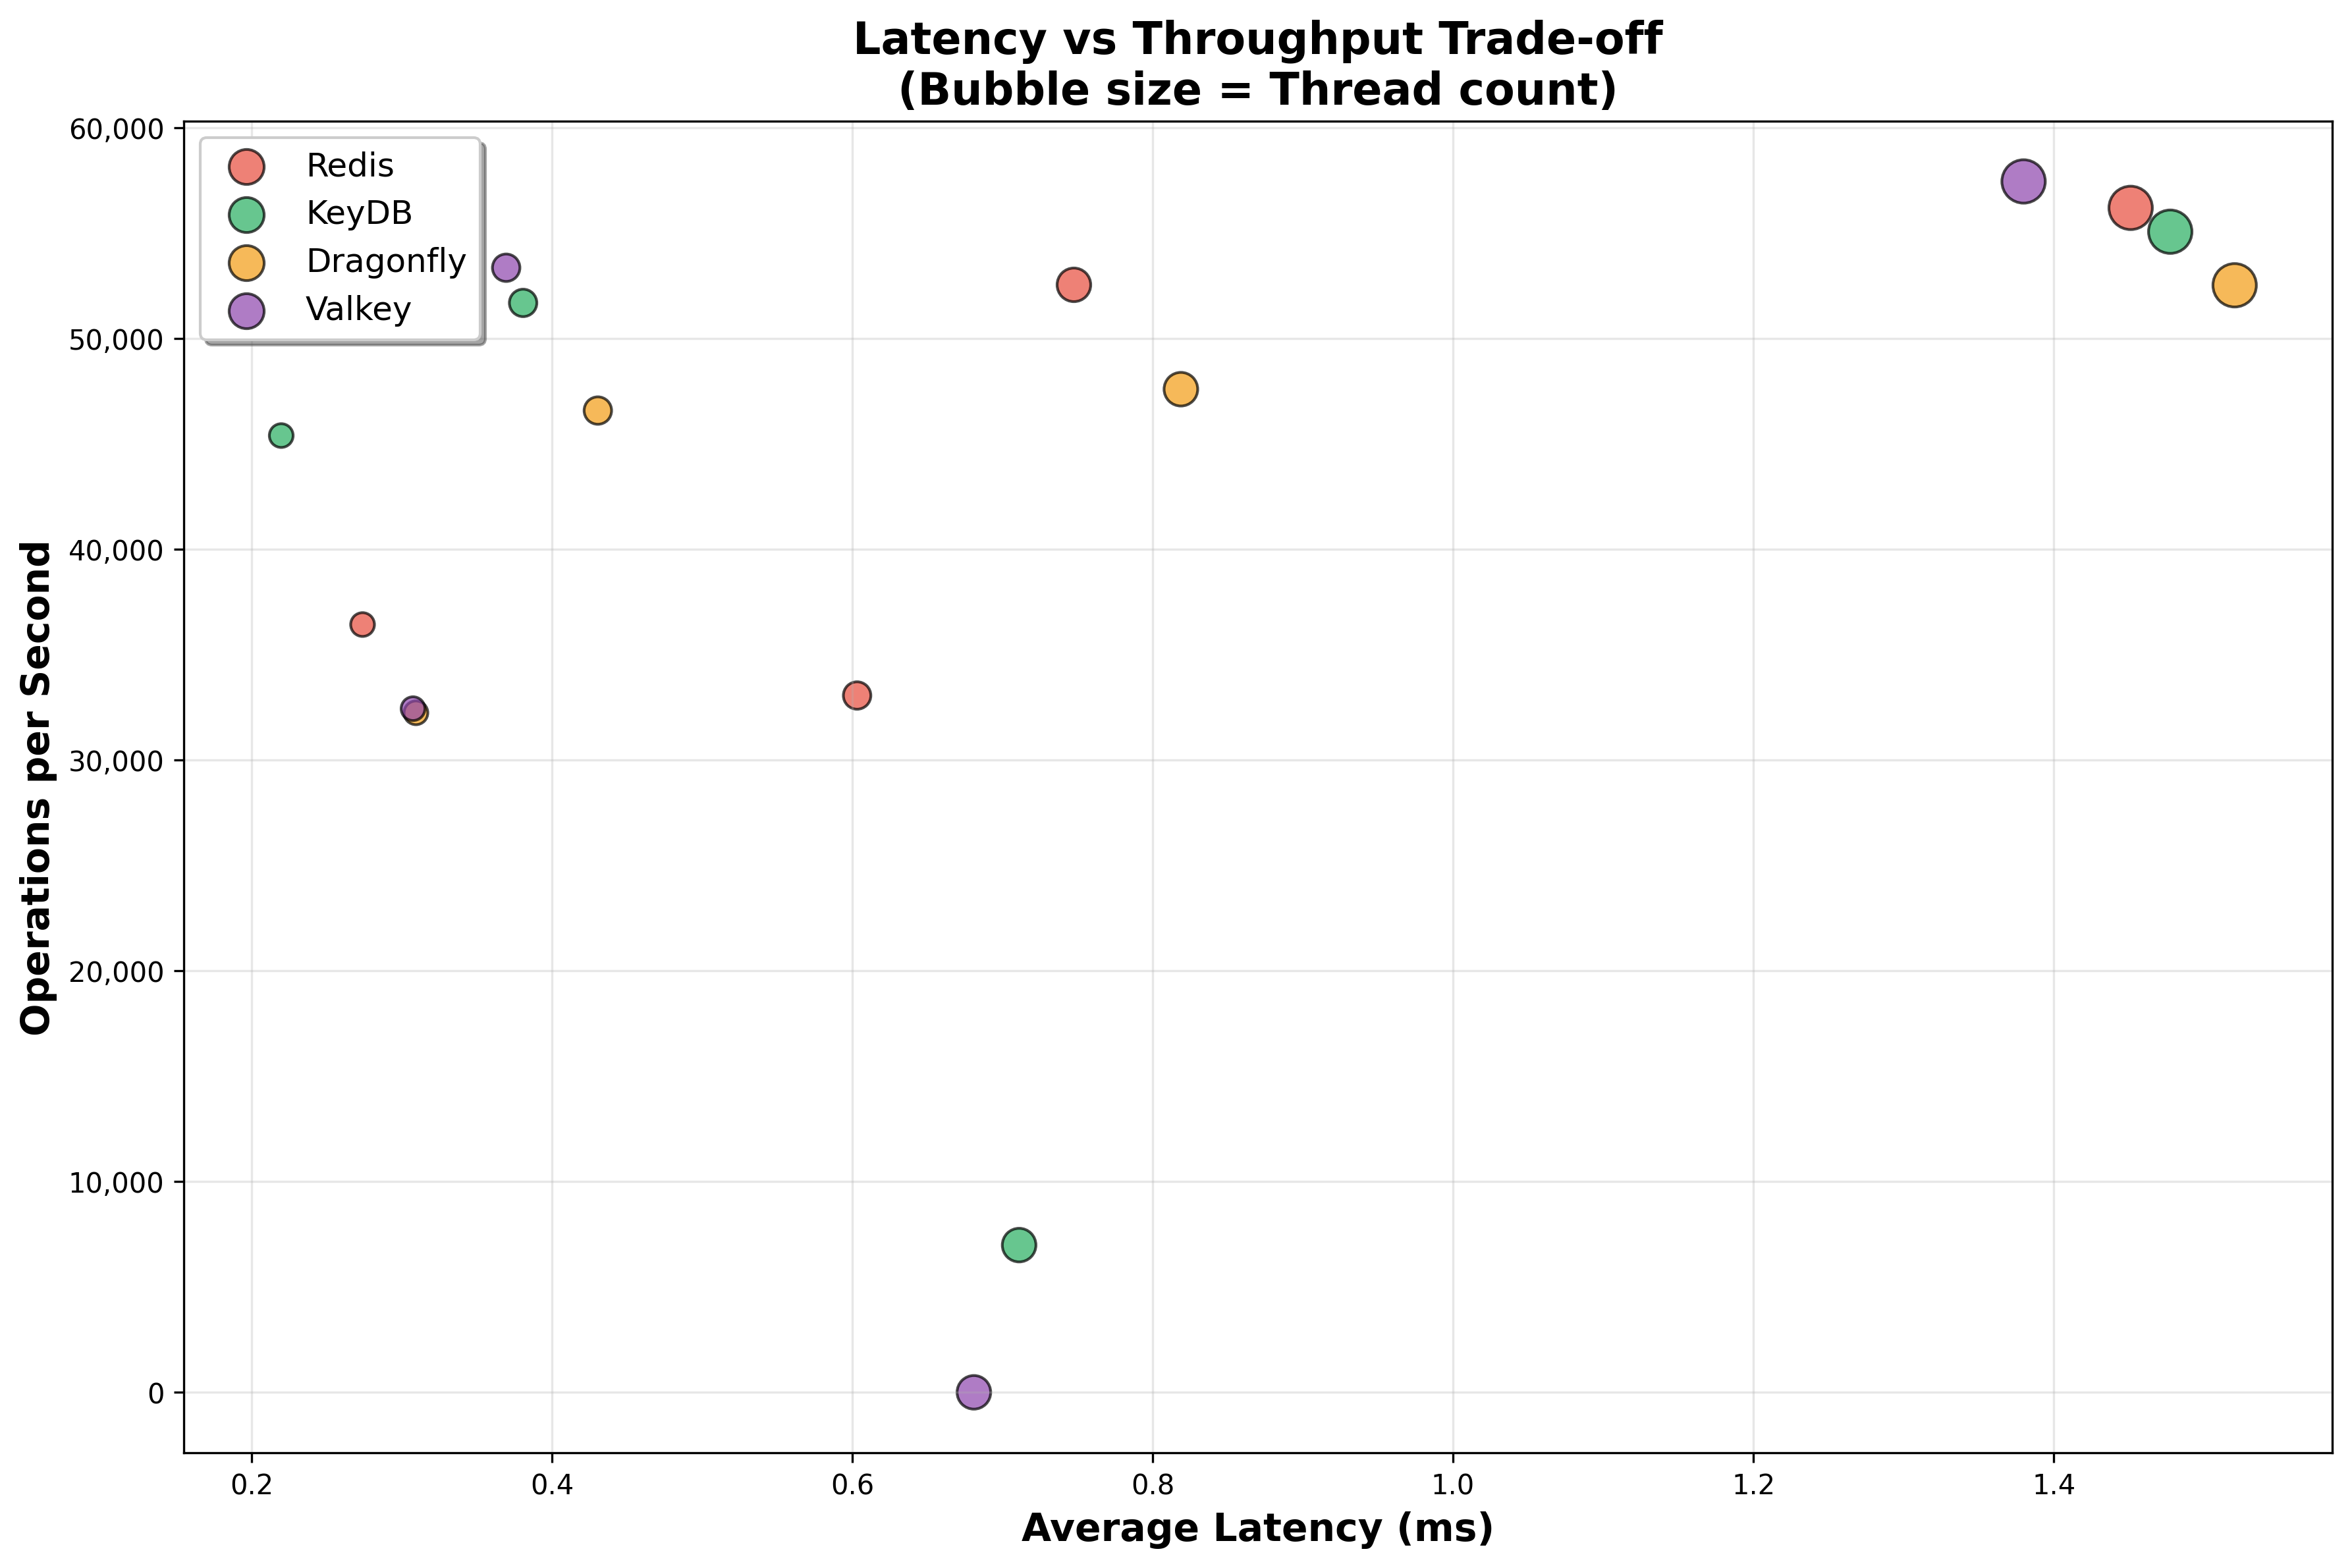 Latency vs Throughput Trade-off
(Bubble size = Thread count)
Redis
KeyDB
Dragonfly
Valkey
Operations per Second
60,000
50,000
40,000
30,000
20,000
10,000
0
0.2
0.4
0.6
0.8
1.0
1.2
1.4
Average Latency (ms)